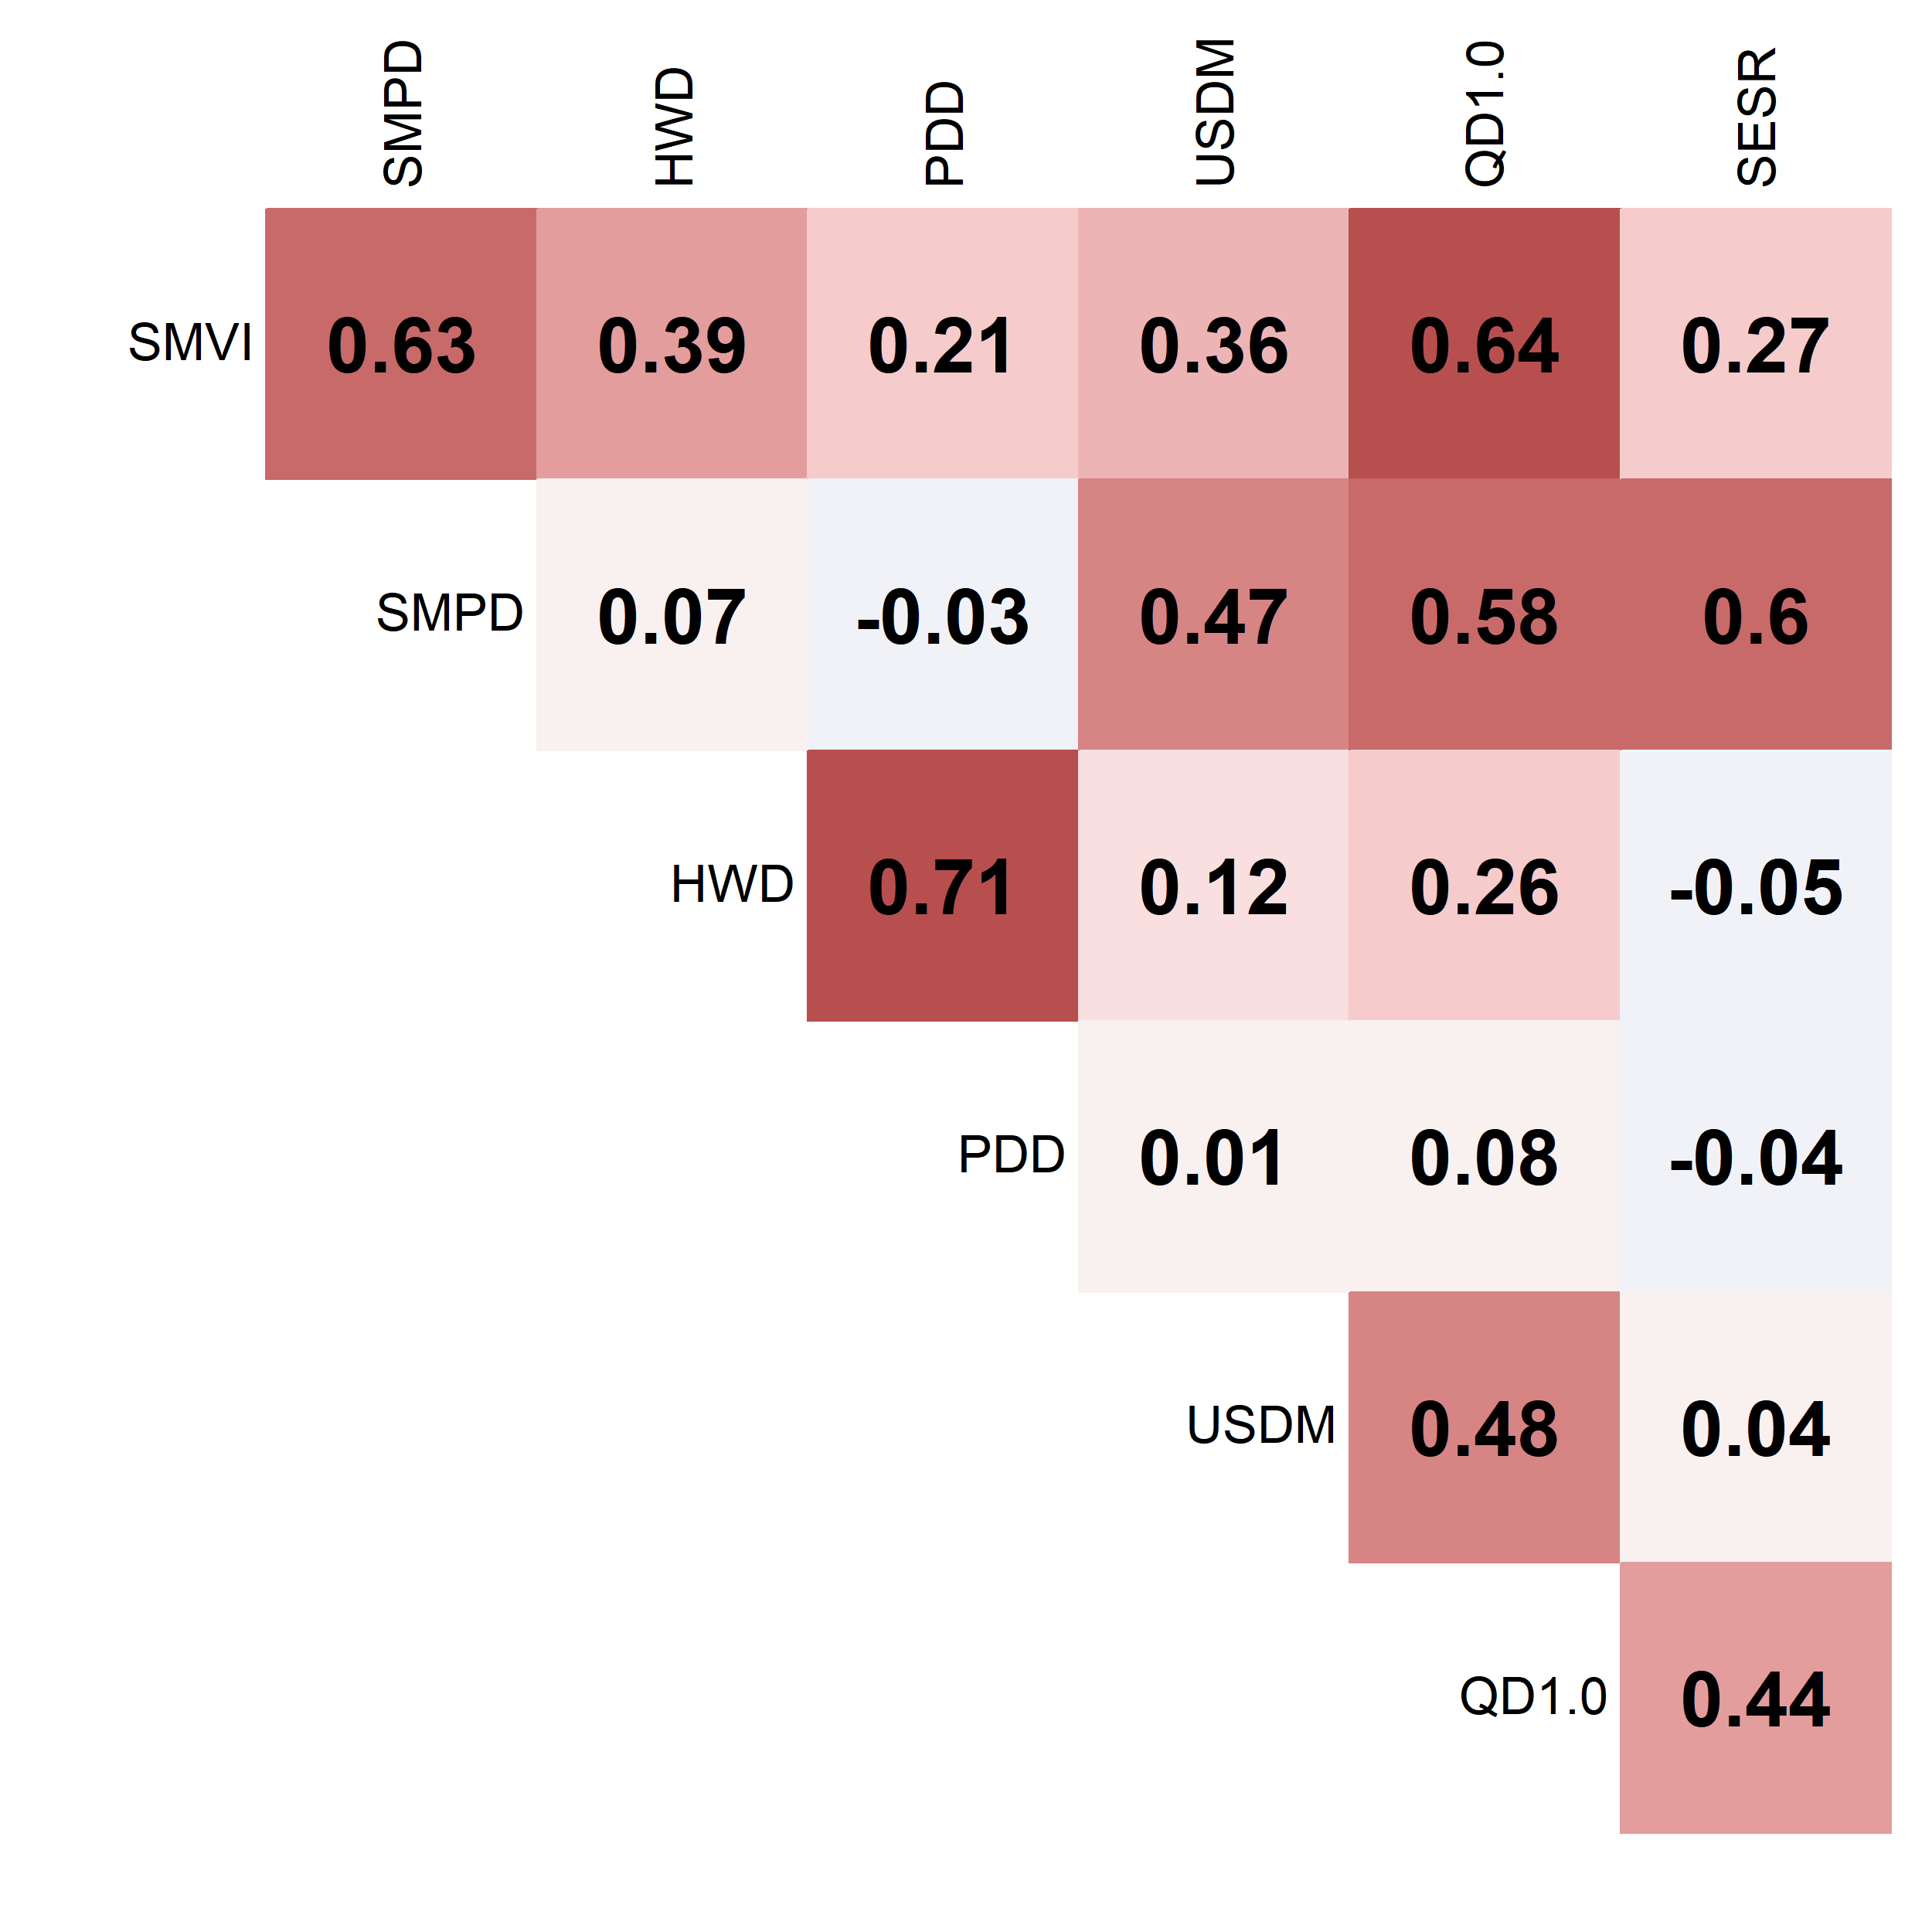 SMPD HWD PDD USDM QD1.0 SESR
SMVI 0.63 0.39 0.21 0.36 0.64 0.27
SMPD 0.07 -0.03 0.47 0.58 0.6
HWD 0.71 0.12 0.26 -0.05
PDD 0.01 0.08 -0.04
USDM 0.48 0.04
QD1.0 0.44